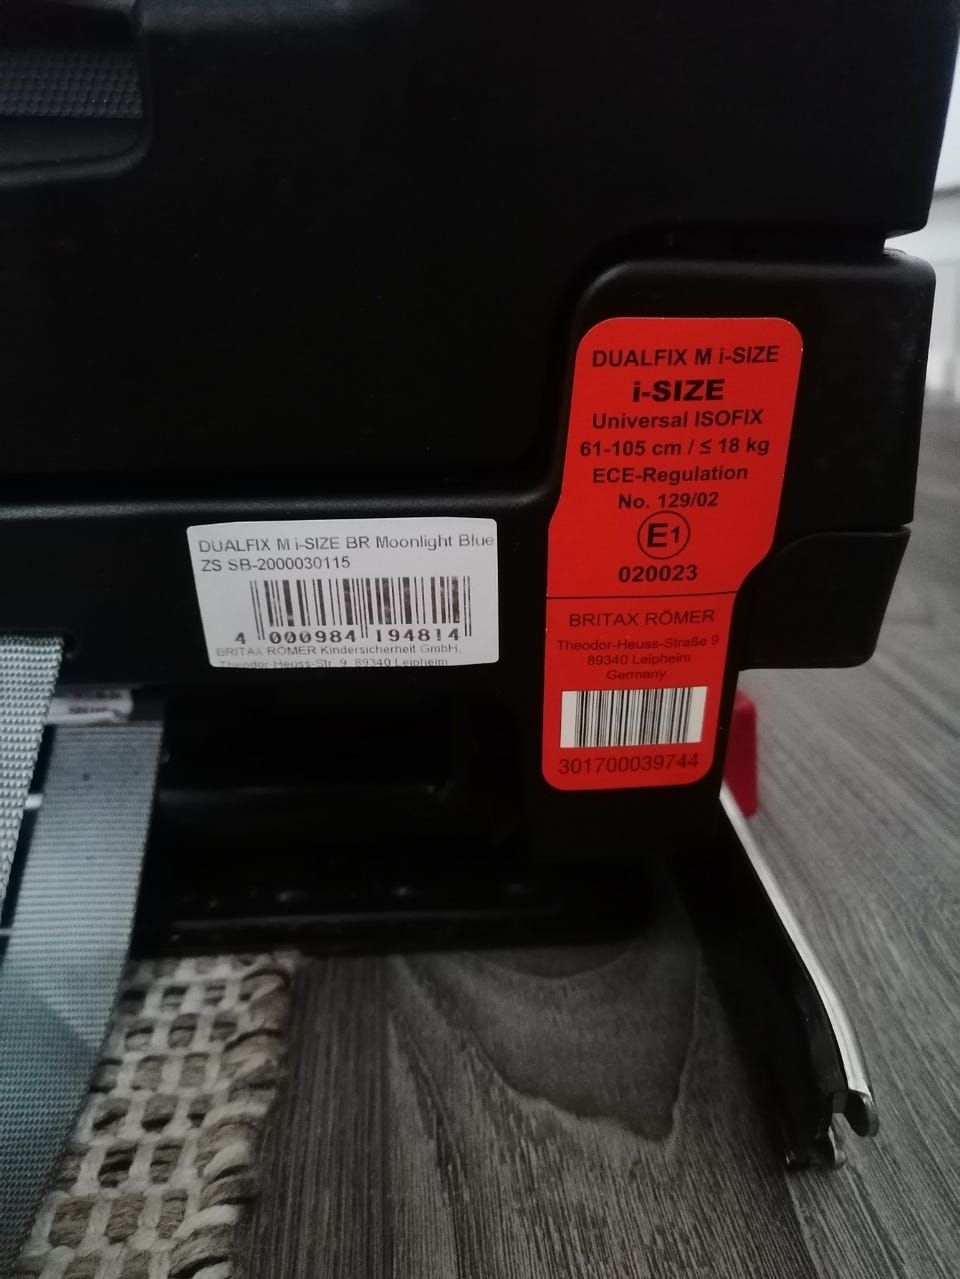 DUALFIX M i-SIZE
i-SIZE
Universal ISOFIX
61-105 cm / ≤ 18 kg
ECE-Regulation
No. 129/02
E1
020023
BRITAX RÖMER
Theodor-Heuss-Straße 9
89340 Leipheim
Germany
301700039744
DUALFIX M i-SIZE BR Moonlight Blue
ZS SB-2000030115
4 000984 194814
BRITAX RÖMER Kindersicherheit GmbH,
Theodor-Heuss-Str. 9, 89340 Leipheim